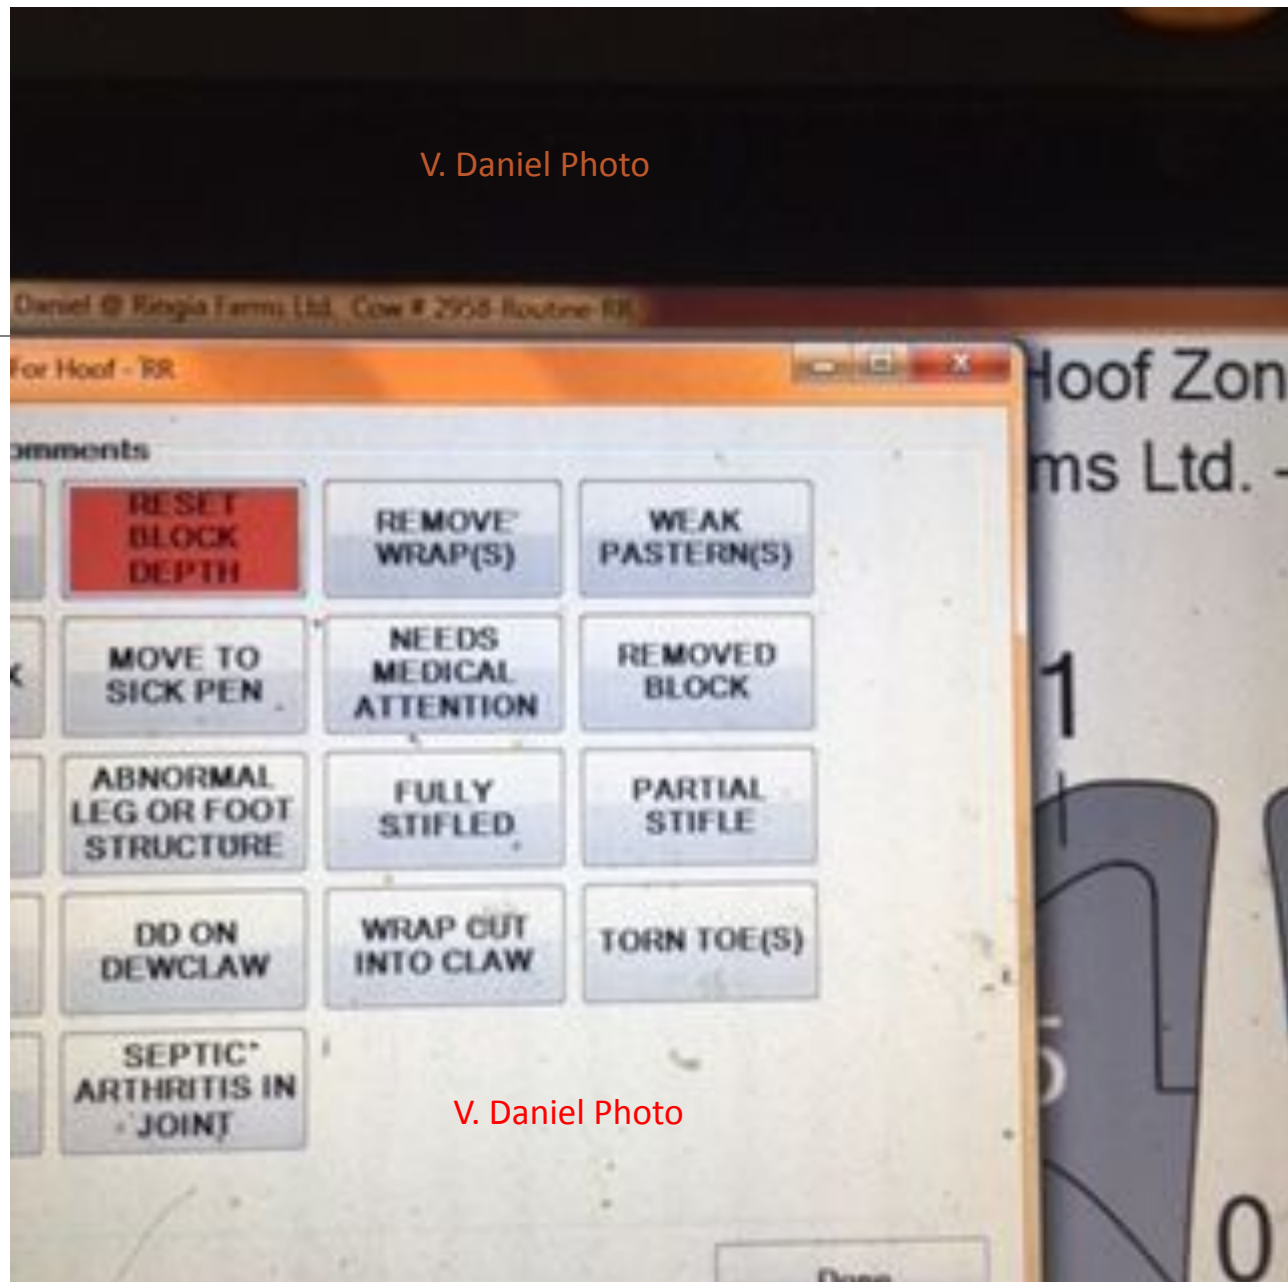 V. Daniel Photo
Daniel @ Ringia Farms Ltd. Cow # 2958-Routine-RR
For Hoof - RR
Hoof Zon
omments
ms Ltd. -
RESET
BLOCK
DEPTH
REMOVE
WRAP(S)
WEAK
PASTERN(S)
MOVE TO
SICK PEN
NEEDS
MEDICAL
ATTENTION
REMOVED
BLOCK
1
ABNORMAL
LEG OR FOOT
STRUCTURE
FULLY
STIFLED
PARTIAL
STIFLE
DD ON
DEWCLAW
WRAP CUT
INTO CLAW
TORN TOE(S)
SEPTIC
ARTHRITIS IN
JOINT
5
V. Daniel Photo
0
Done